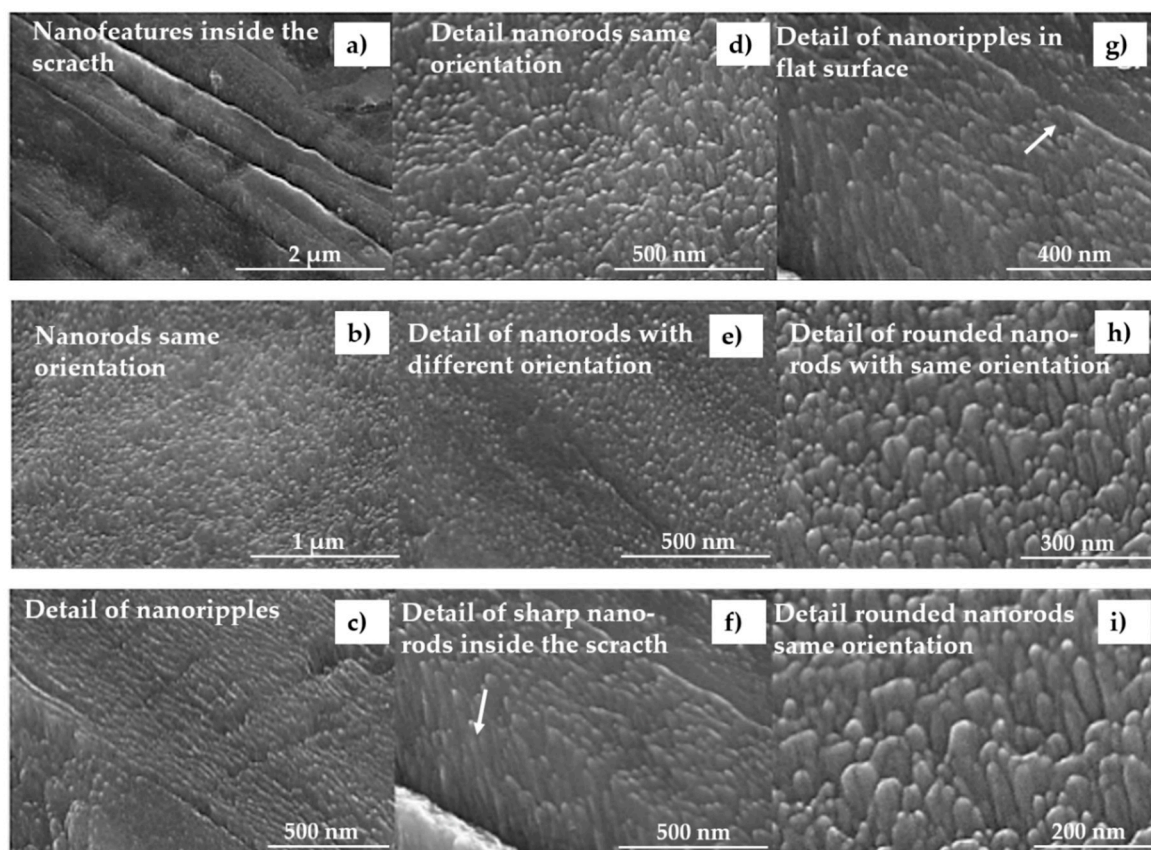 Nanofeatures inside the
scracth
a)
2 µm
Detail nanorods same
orientation
d)
500 nm
Detail of nanoripples in
flat surface
g)
400 nm
Nanorods same
orientation
b)
1 µm
Detail of nanorods with
different orientation
e)
500 nm
Detail of rounded nano-
rods with same orientation
h)
300 nm
Detail of nanoripples
c)
500 nm
Detail of sharp nano-
rods inside the scracth
f)
500 nm
Detail rounded nanorods
same orientation
i)
200 nm